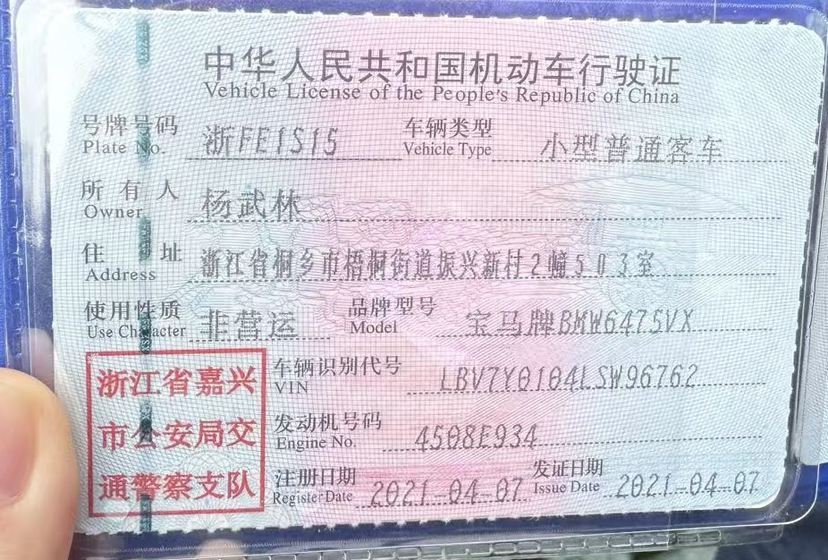 中华人民共和国机动车行驶证
Vehicle License of the People's Republic of China
号牌号码 浙FE1S15 车辆类型 小型普通客车
Plate No. Vehicle Type
所有人 杨武林
Owner
住址 浙江省桐乡市梧桐街道振兴新村2幢503室
Address
使用性质 非营运 品牌型号 宝马牌BMW6475VX
Use Character Model
浙江省嘉兴
市公安局交
通警察支队
车辆识别代号 LBV7Y0104LSW96762
VIN
发动机号码 4508E934
Engine No.
注册日期 2021-04-07 发证日期 2021-04-07
Register Date Issue Date